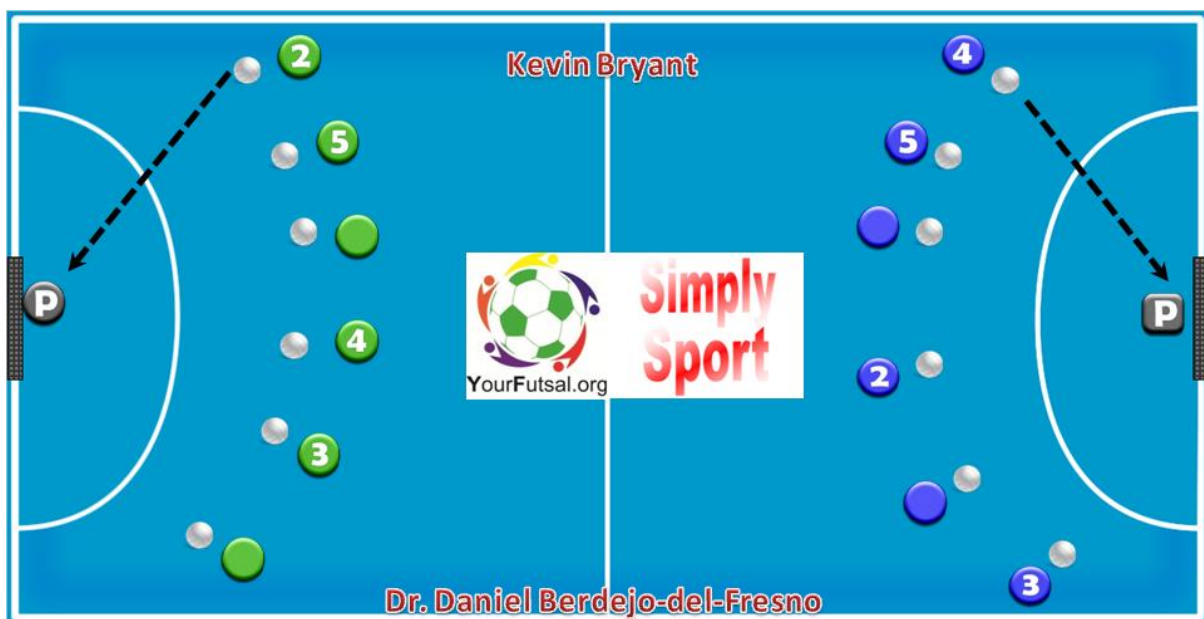 2
4
Kevin Bryant
5
5
P
P
Simply
Sport
YourFutsal.org
4
2
3
3
Dr. Daniel Berdejo-del-Fresno